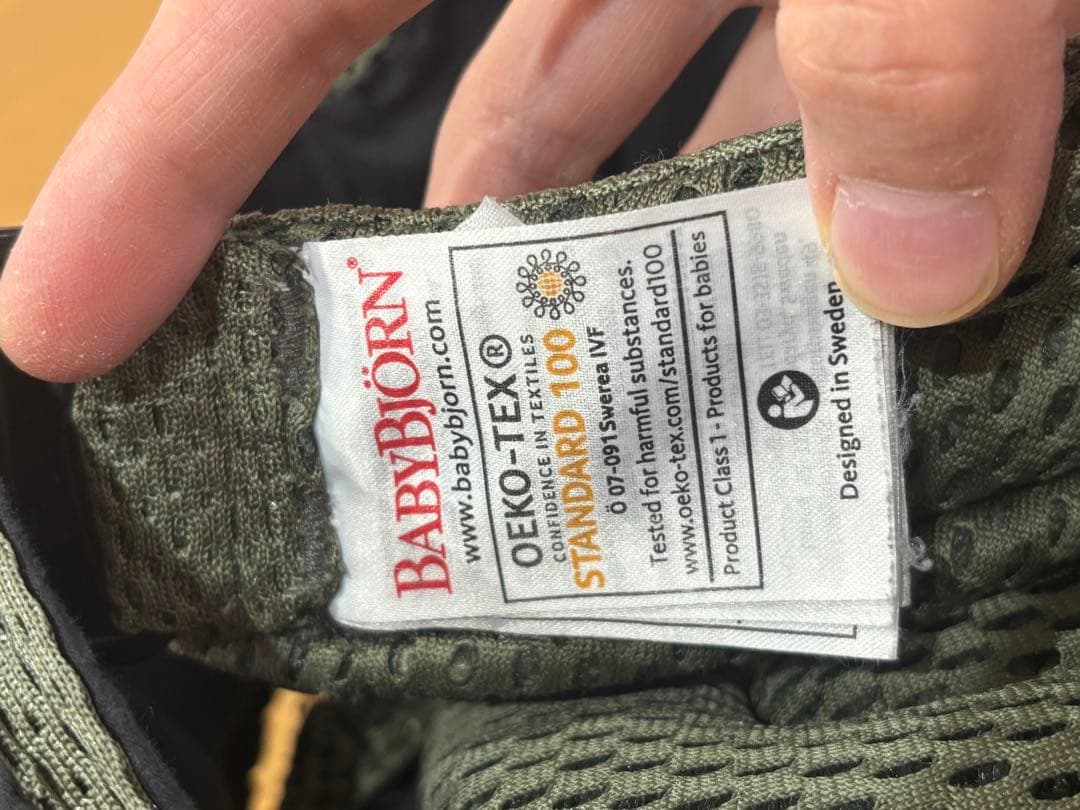 BABYBJÖRN®
www.babybjorn.com
OEKO-TEX®
CONFIDENCE IN TEXTILES
STANDARD 100
Ö 07-091 Swerea IVF
Tested for harmful substances.
www.oeko-tex.com/standard100
Product Class 1 - Products for babies
Designed in Sweden